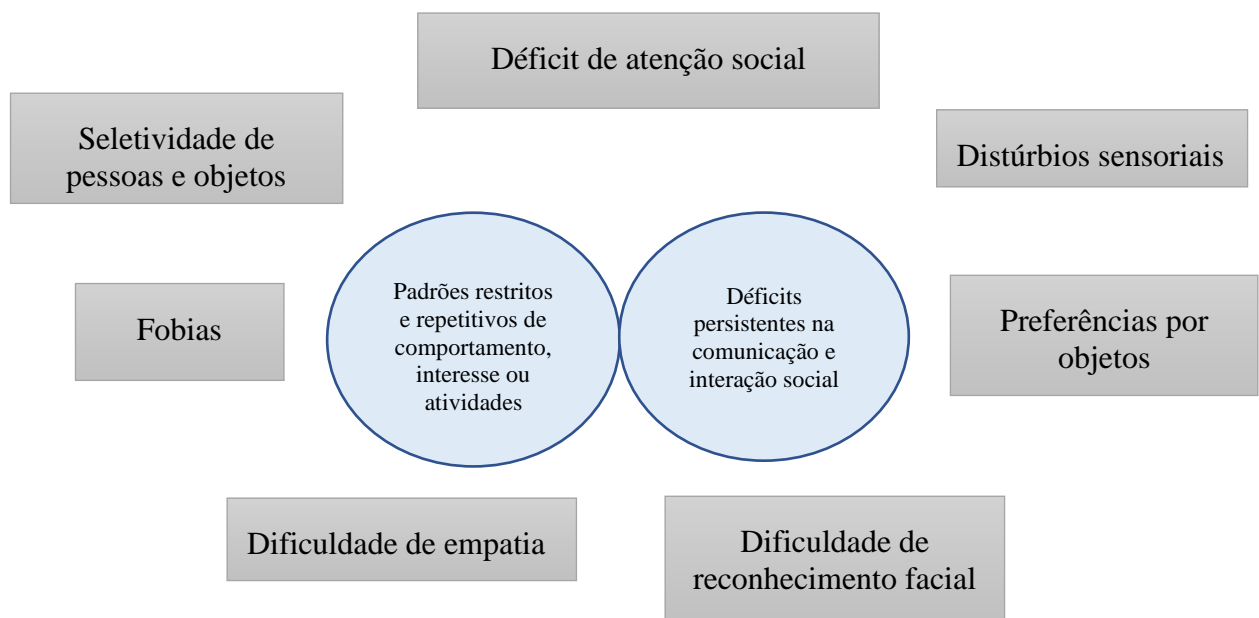 Déficit de atenção social
Seletividade de
pessoas e objetos
Distúrbios sensoriais
Fobias
Padrões restritos
e repetitivos de
comportamento,
interesse ou
atividades
Déficits
persistentes na
comunicação e
interação social
Preferências por
objetos
Dificuldade de empatia
Dificuldade de
reconhecimento facial